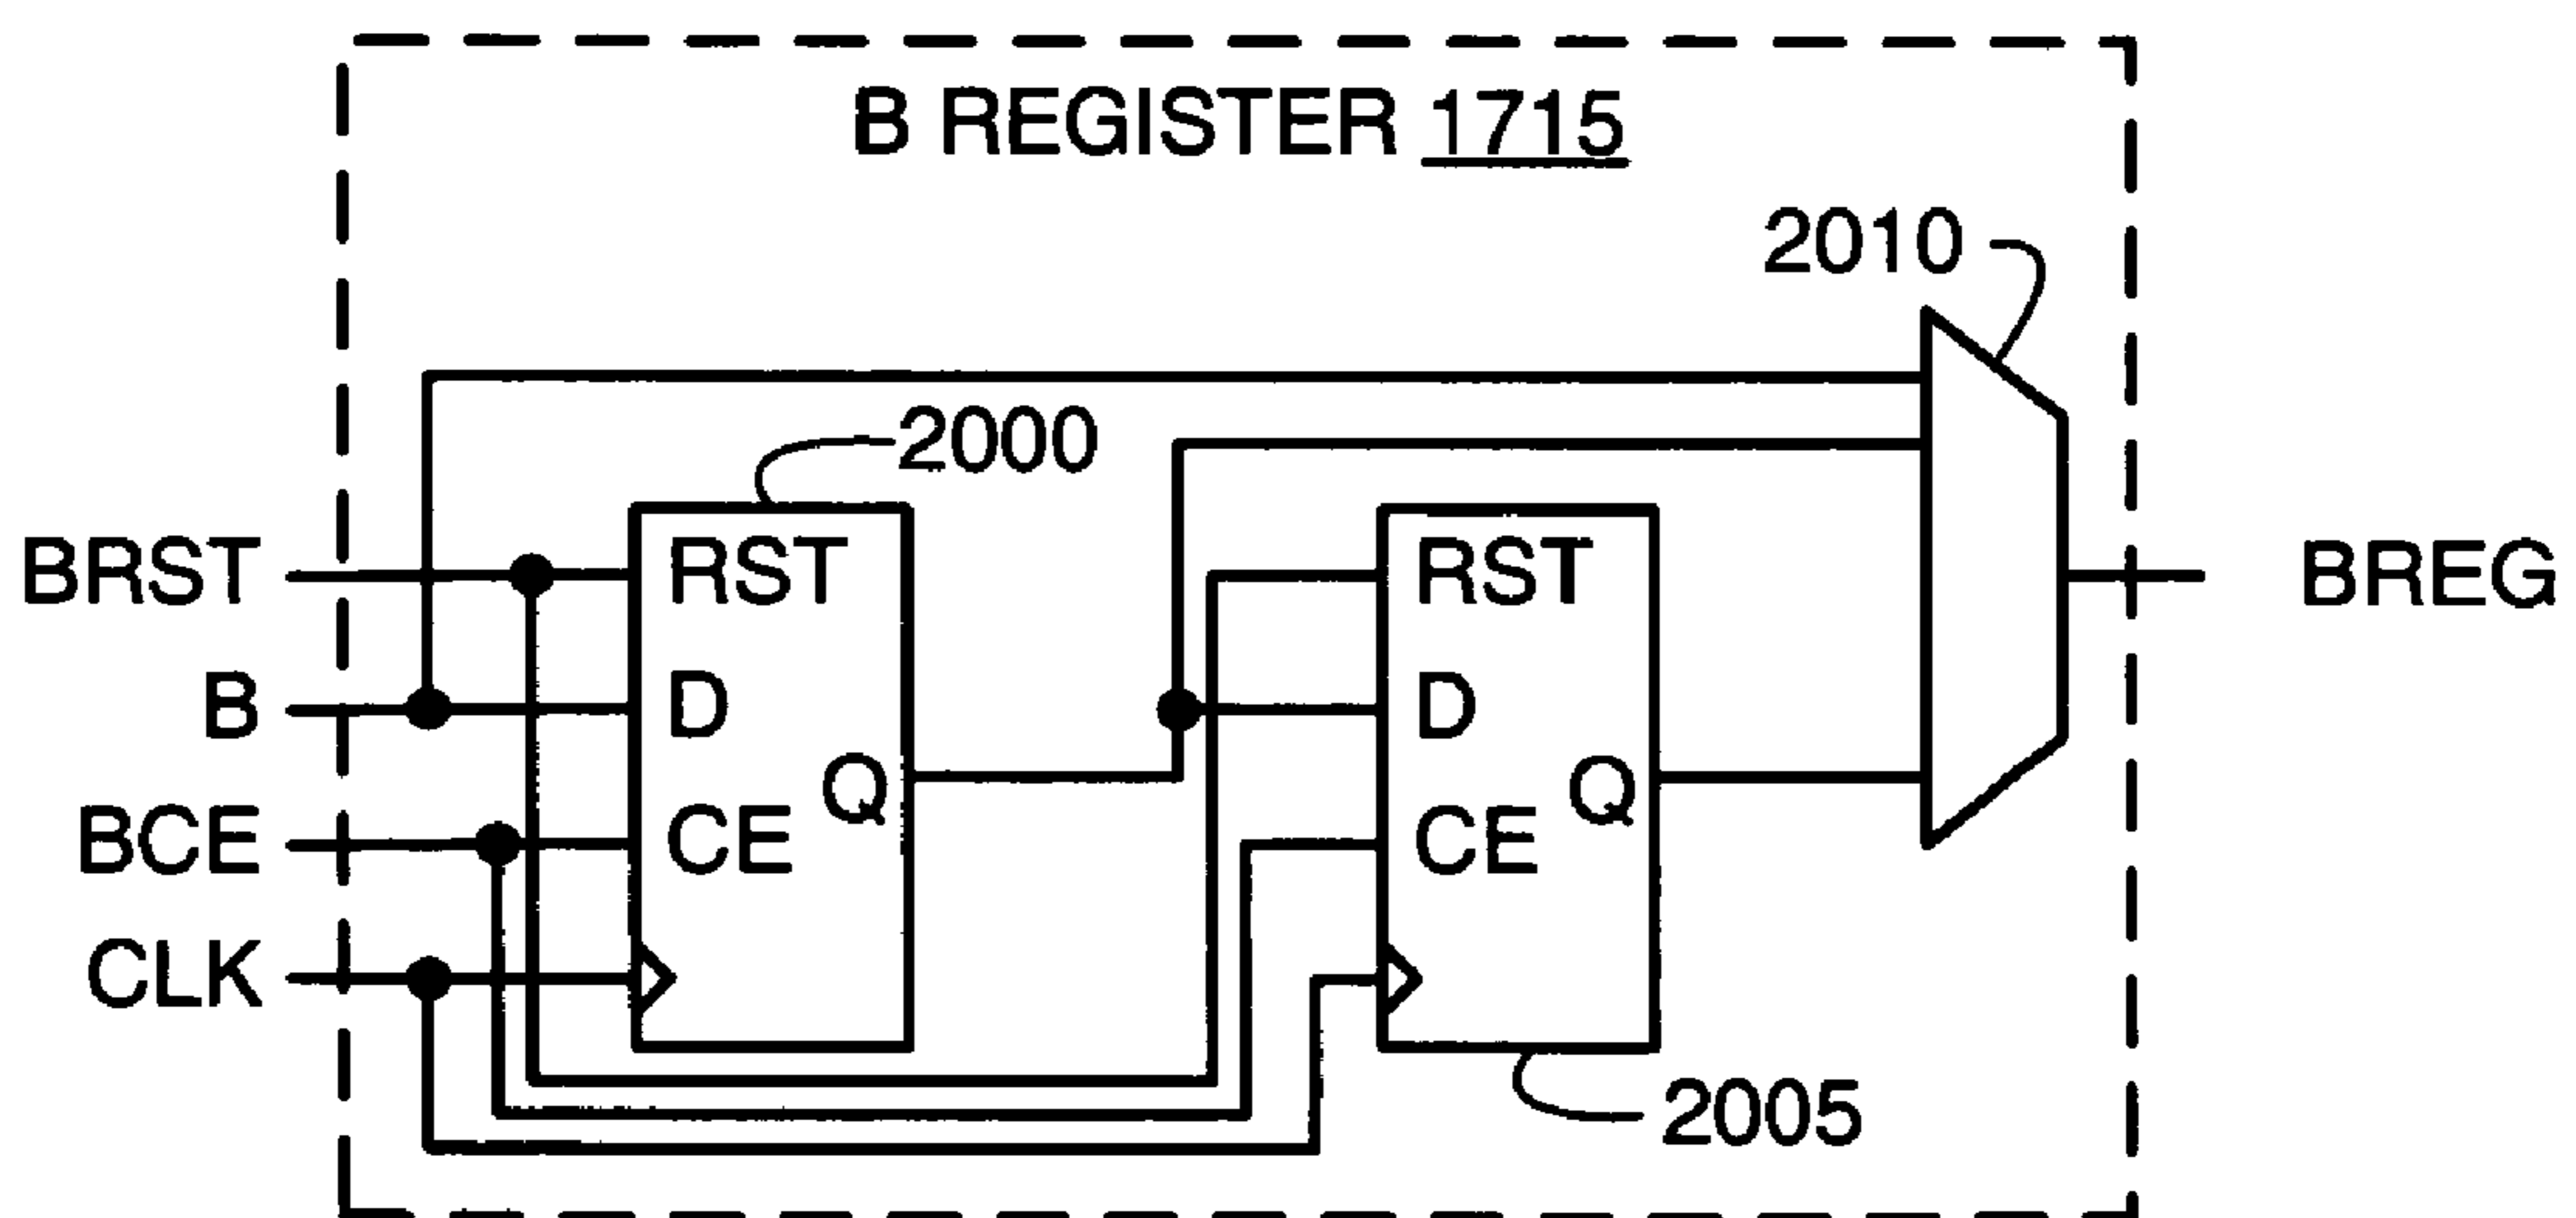 B REGISTER 1715
2010
2000
BRST
RST
RST
BREG
B
D
D
Q
Q
BCE
CE
CE
CLK
2005